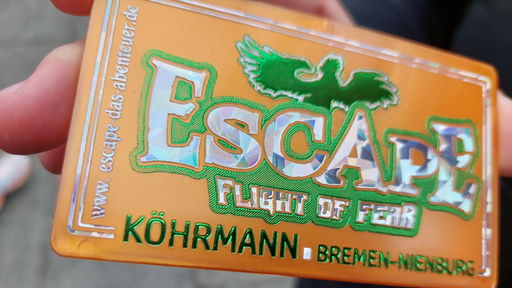 www.escape-das-abenteuer.de
ESCAPE
FLIGHT OF FEAR
KÖHRMANN . BREMEN-NIENBURG